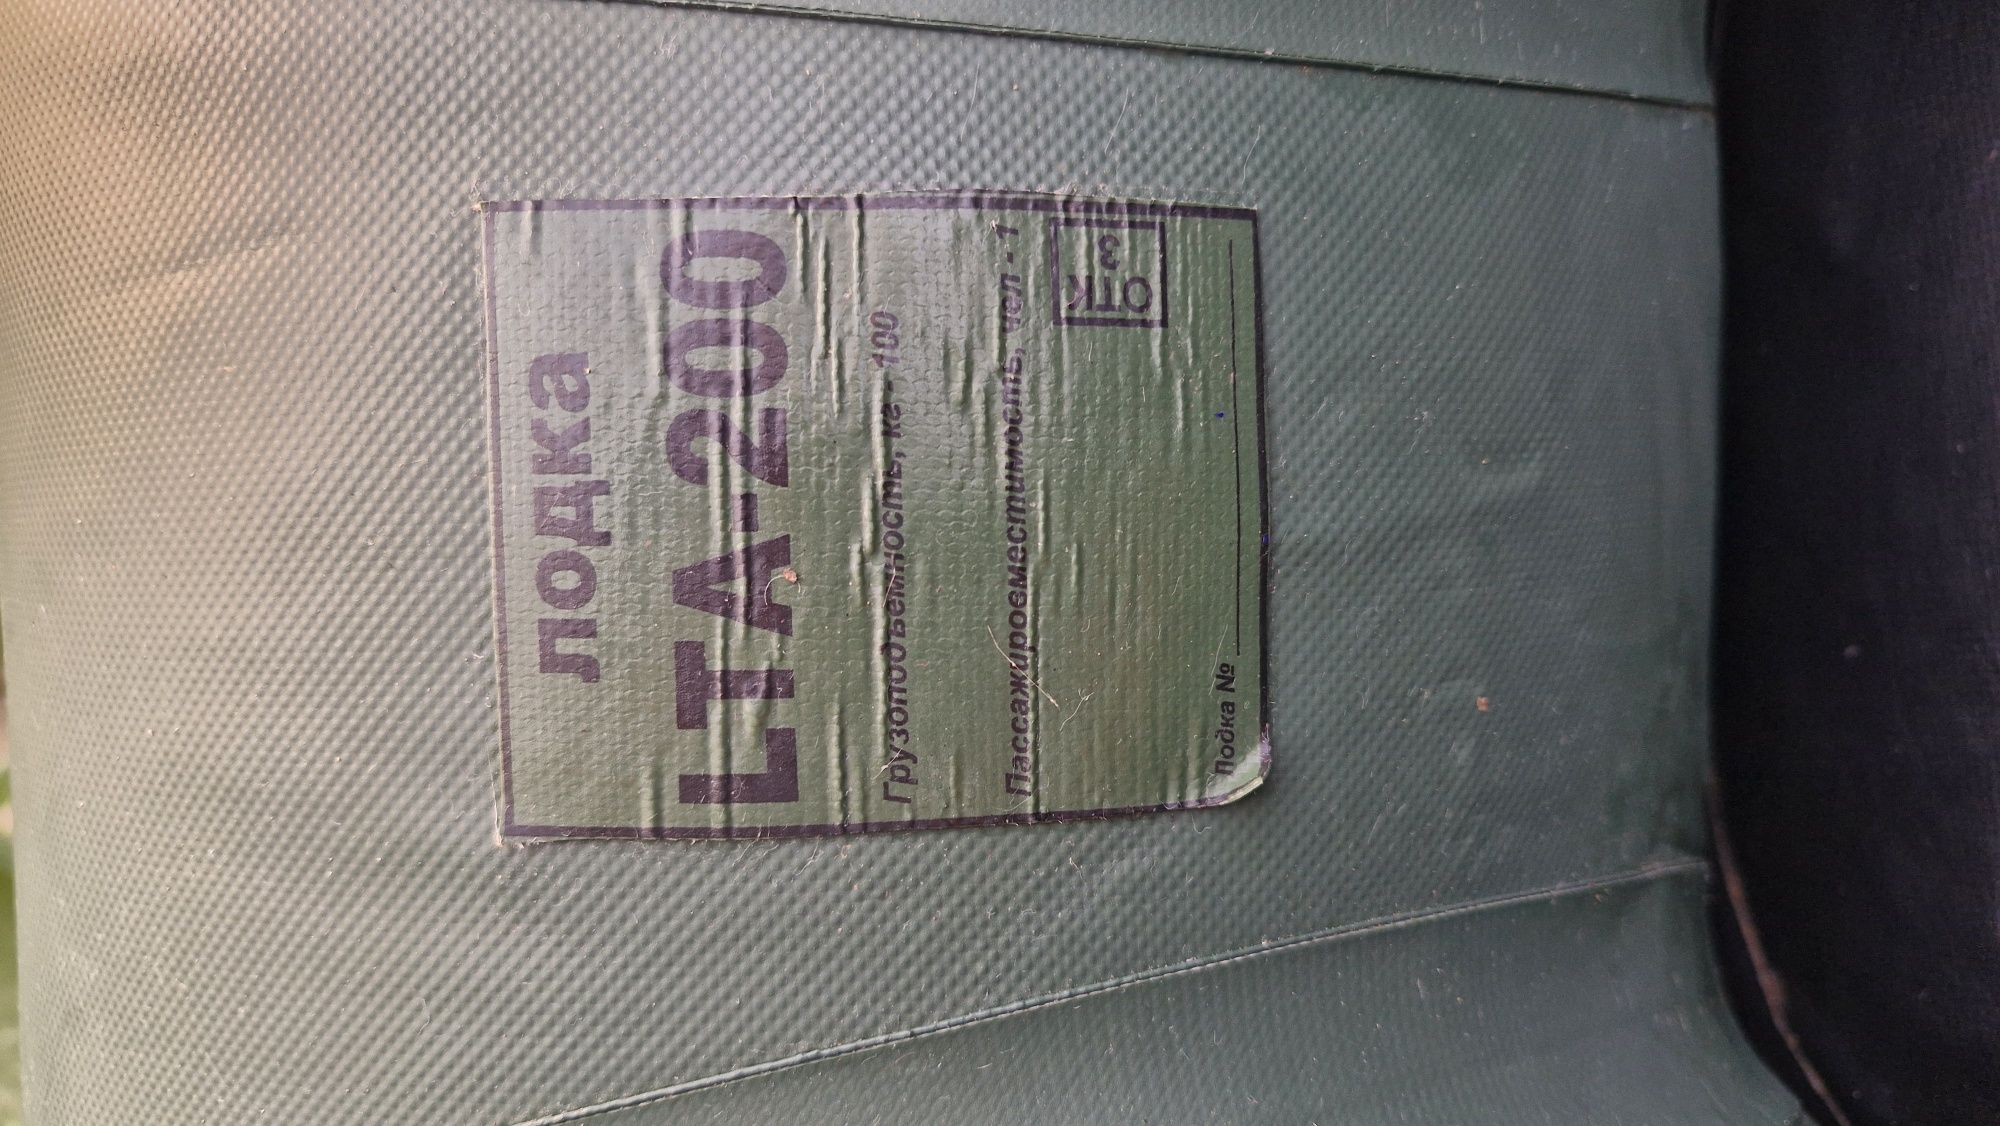 лодка
LTA-200
Грузоподъемность, кг - 100
Пассажировместимость, чел - 1
ОТК
3
Лодка №